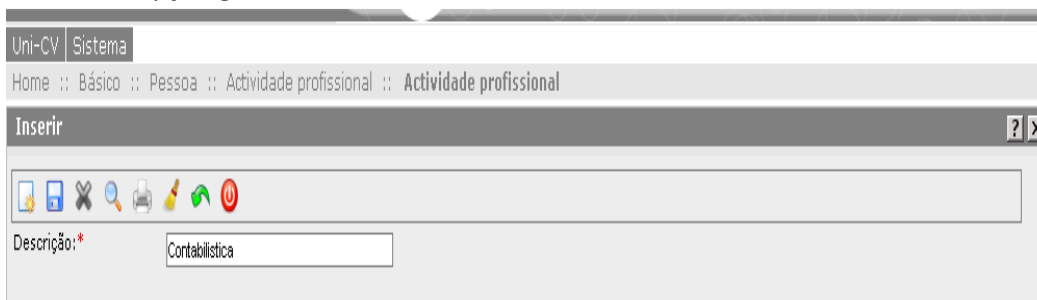 Uni-CV Sistema
Home :: Básico :: Pessoa :: Actividade profissional :: Actividade profissional
Inserir ? X
Descrição:* Contabilistica